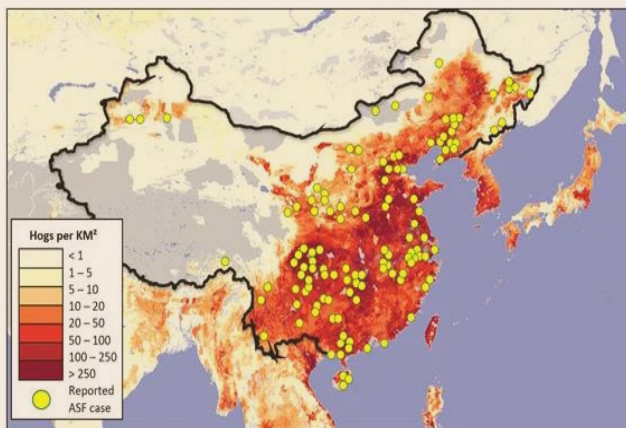 Hogs per KM²
< 1
1 – 5
5 – 10
10 – 20
20 – 50
50 – 100
100 – 250
> 250
Reported
ASF case